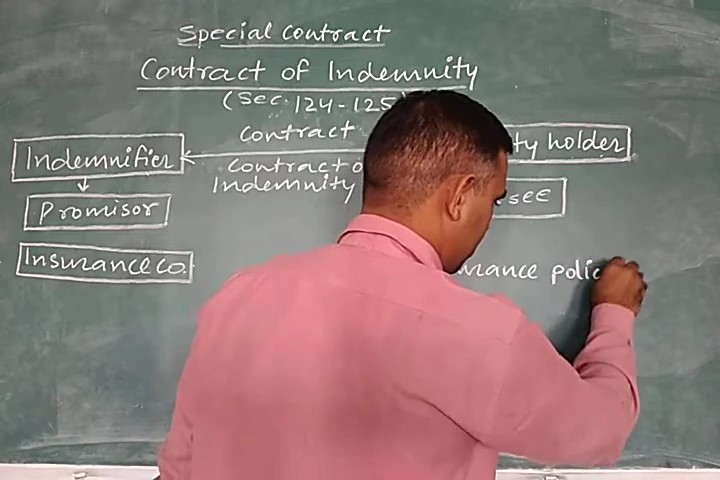 Special Contract
Contract of Indemnity
(Sec. 124-125)
Indemnifier
Contract
ty holder
Contract o
Indemnity
Promisor
see
Insurance co.
urance polic